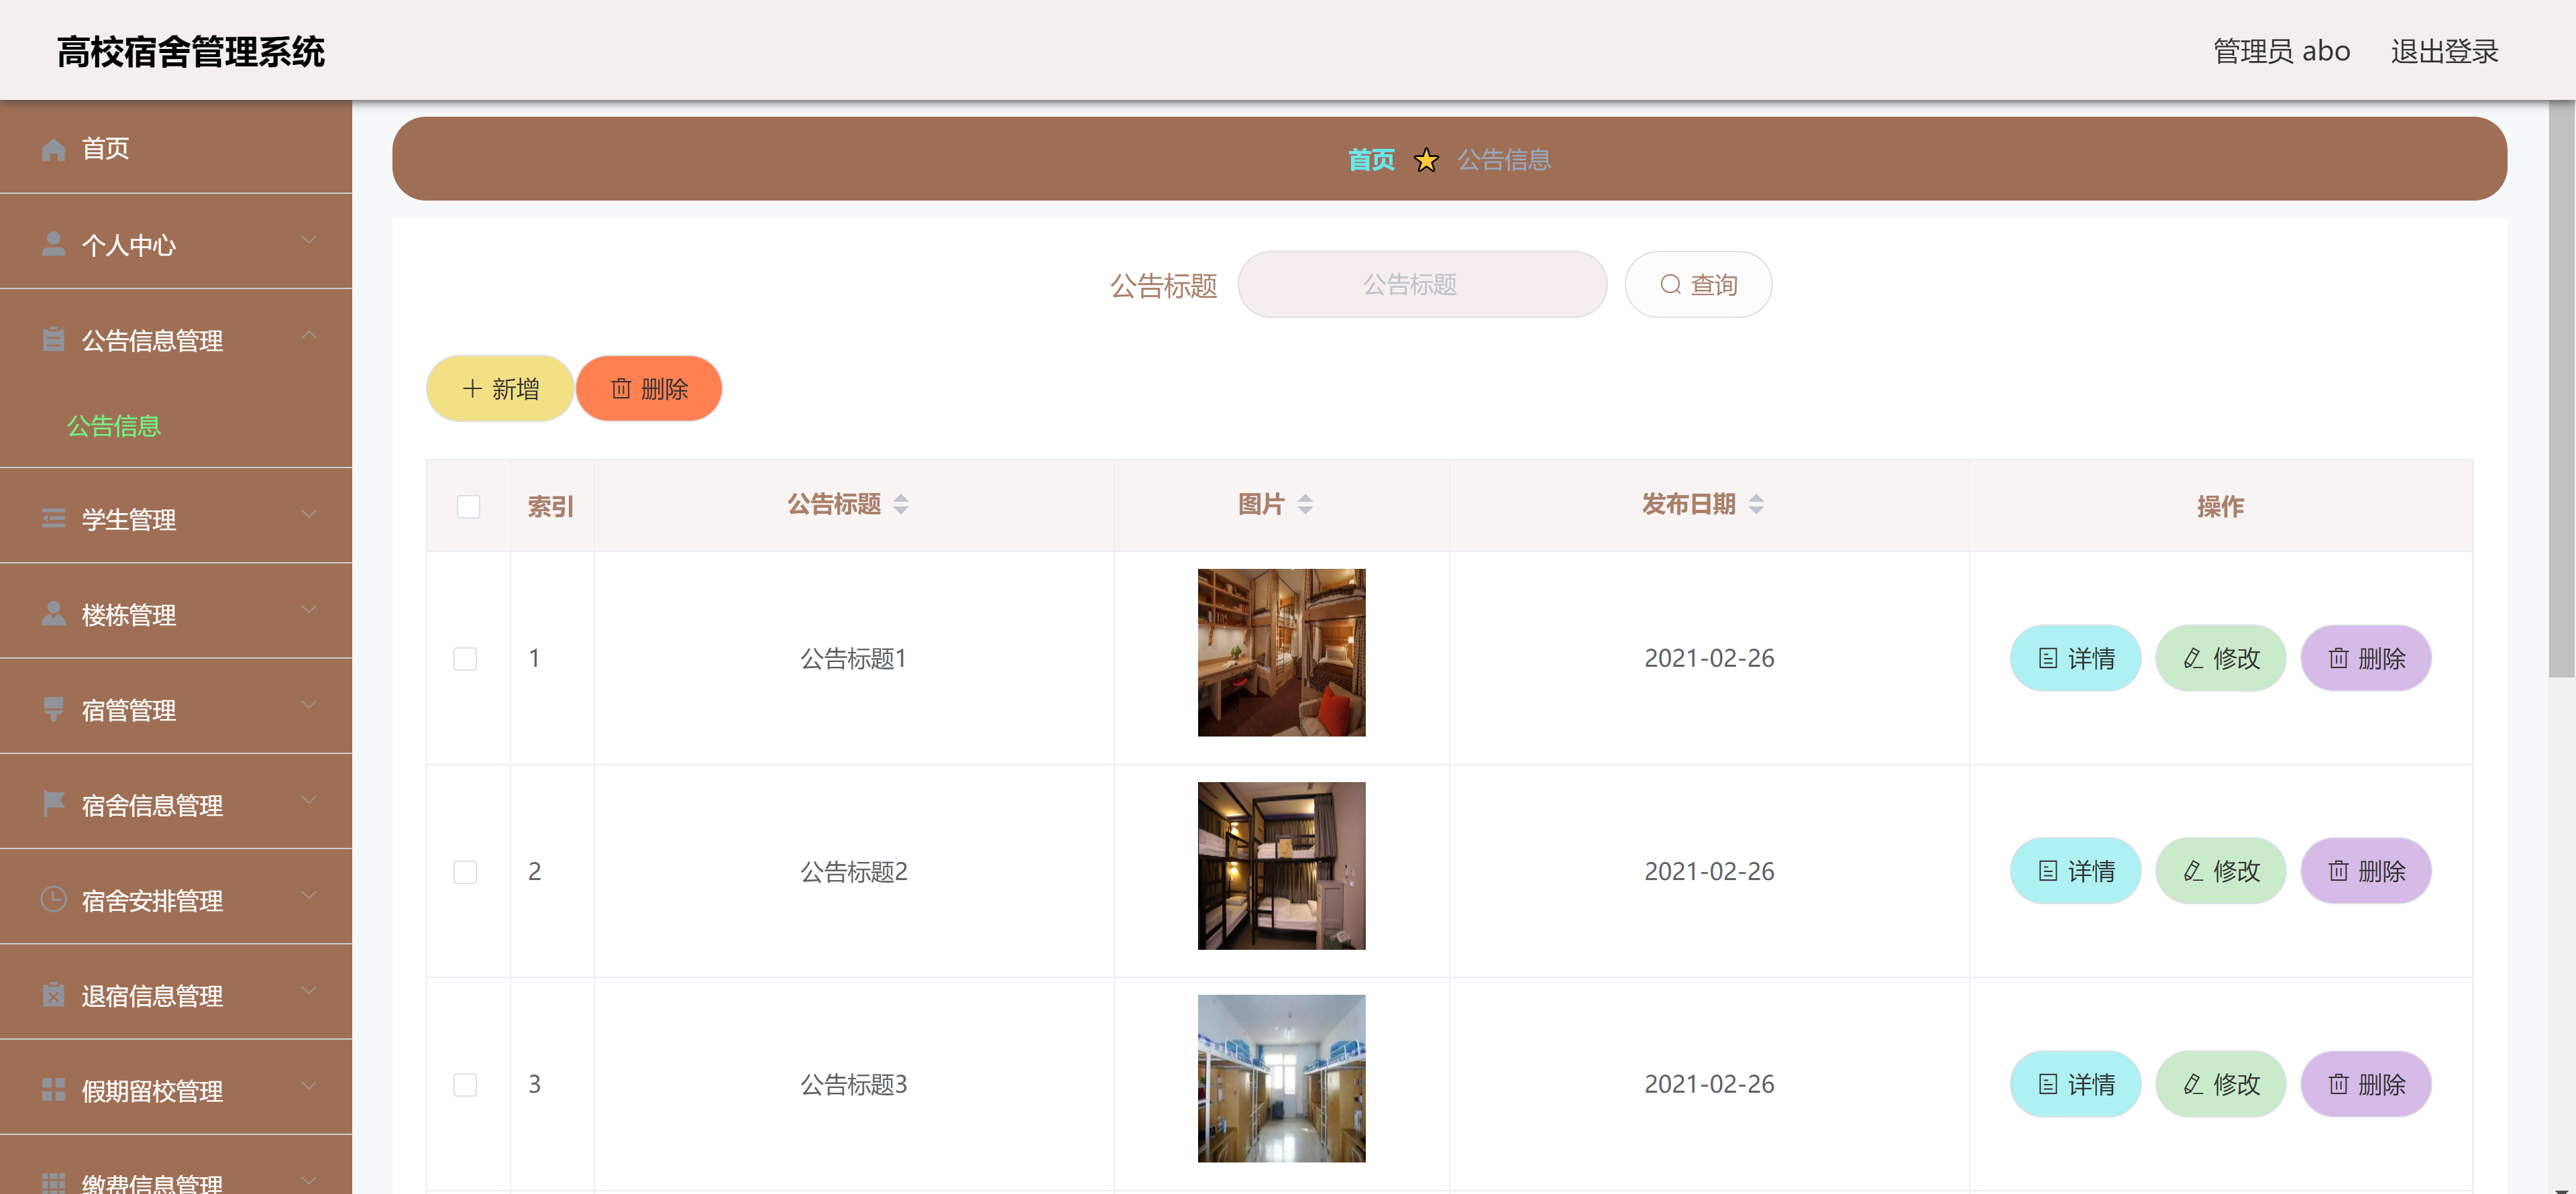 高校宿舍管理系统
管理员 abo 退出登录
首页
个人中心
公告信息管理
公告信息
学生管理
楼栋管理
宿管管理
宿舍信息管理
宿舍安排管理
退宿信息管理
假期留校管理
缴费信息管理
首页 公告信息
公告标题 公告标题 查询
新增 删除
索引 公告标题 图片 发布日期 操作
1 公告标题1 2021-02-26 详情 修改 删除
2 公告标题2 2021-02-26 详情 修改 删除
3 公告标题3 2021-02-26 详情 修改 删除